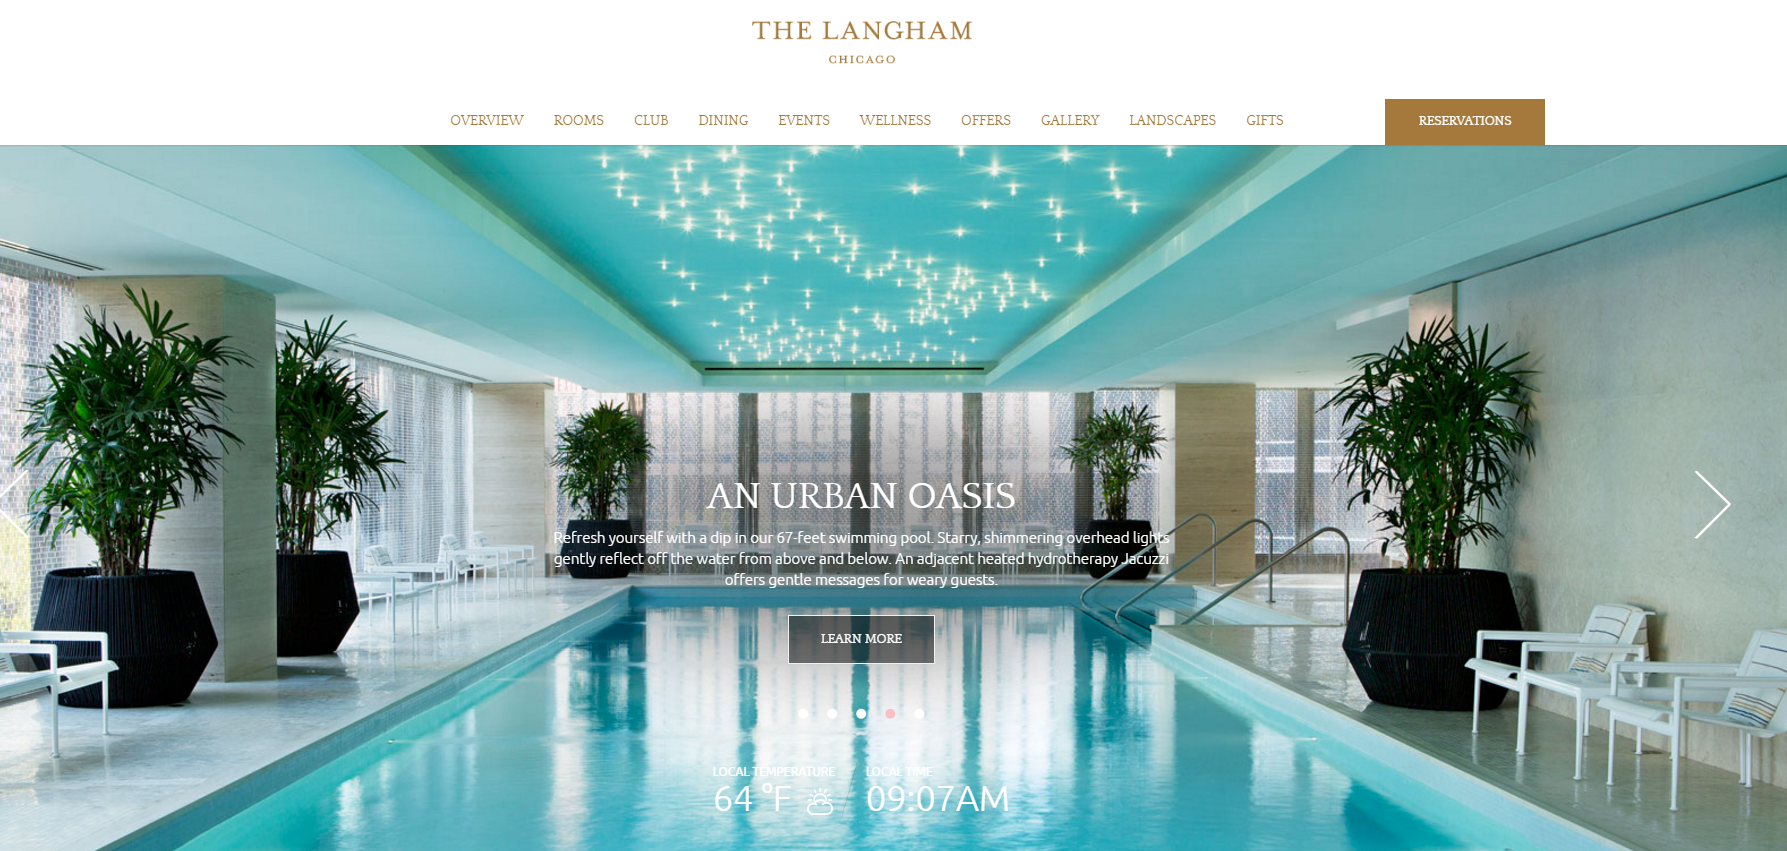 THE LANGHAM
CHICAGO
OVERVIEW ROOMS CLUB DINING EVENTS WELLNESS OFFERS GALLERY LANDSCAPES GIFTS RESERVATIONS
AN URBAN OASIS
Refresh yourself with a dip in our 67-feet swimming pool. Starry, shimmering overhead lights
gently reflect off the water from above and below. An adjacent heated hydrotherapy Jacuzzi
offers gentle messages for weary guests.
LEARN MORE
LOCAL TEMPERATURE LOCAL TIME
64 °F 09:07AM